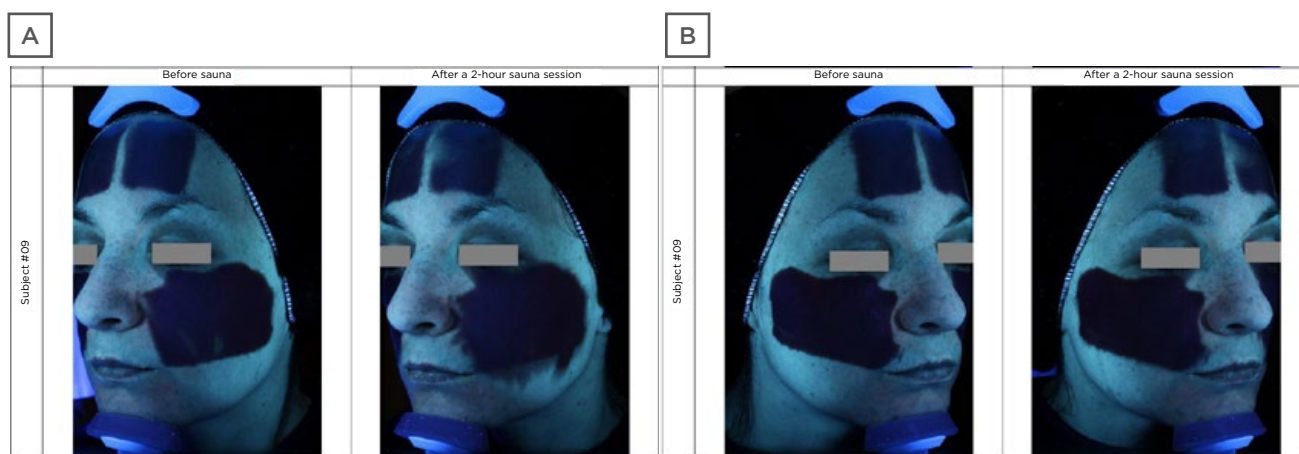 A
B
Before sauna
After a 2-hour sauna session
Before sauna
After a 2-hour sauna session
Subject #09
Subject #09